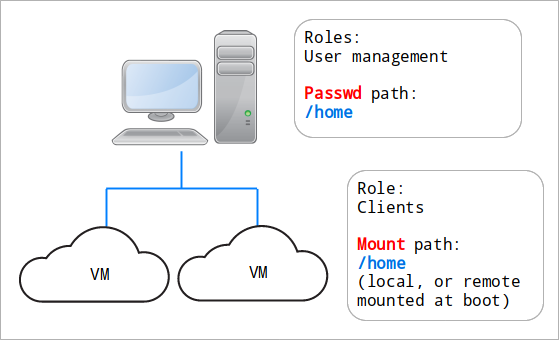 Roles:
User management
Passwd path:
/home
Role:
Clients
Mount path:
/home
(local, or remote
mounted at boot)
VM
VM